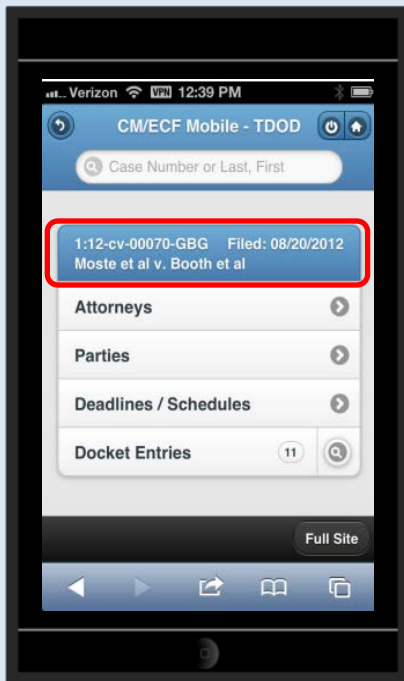 Verizon VPN 12:39 PM
CM/ECF Mobile - TDOD
Case Number or Last, First
1:12-cv-00070-GBG Filed: 08/20/2012
Moste et al v. Booth et al
Attorneys
Parties
Deadlines / Schedules
Docket Entries 11
Full Site